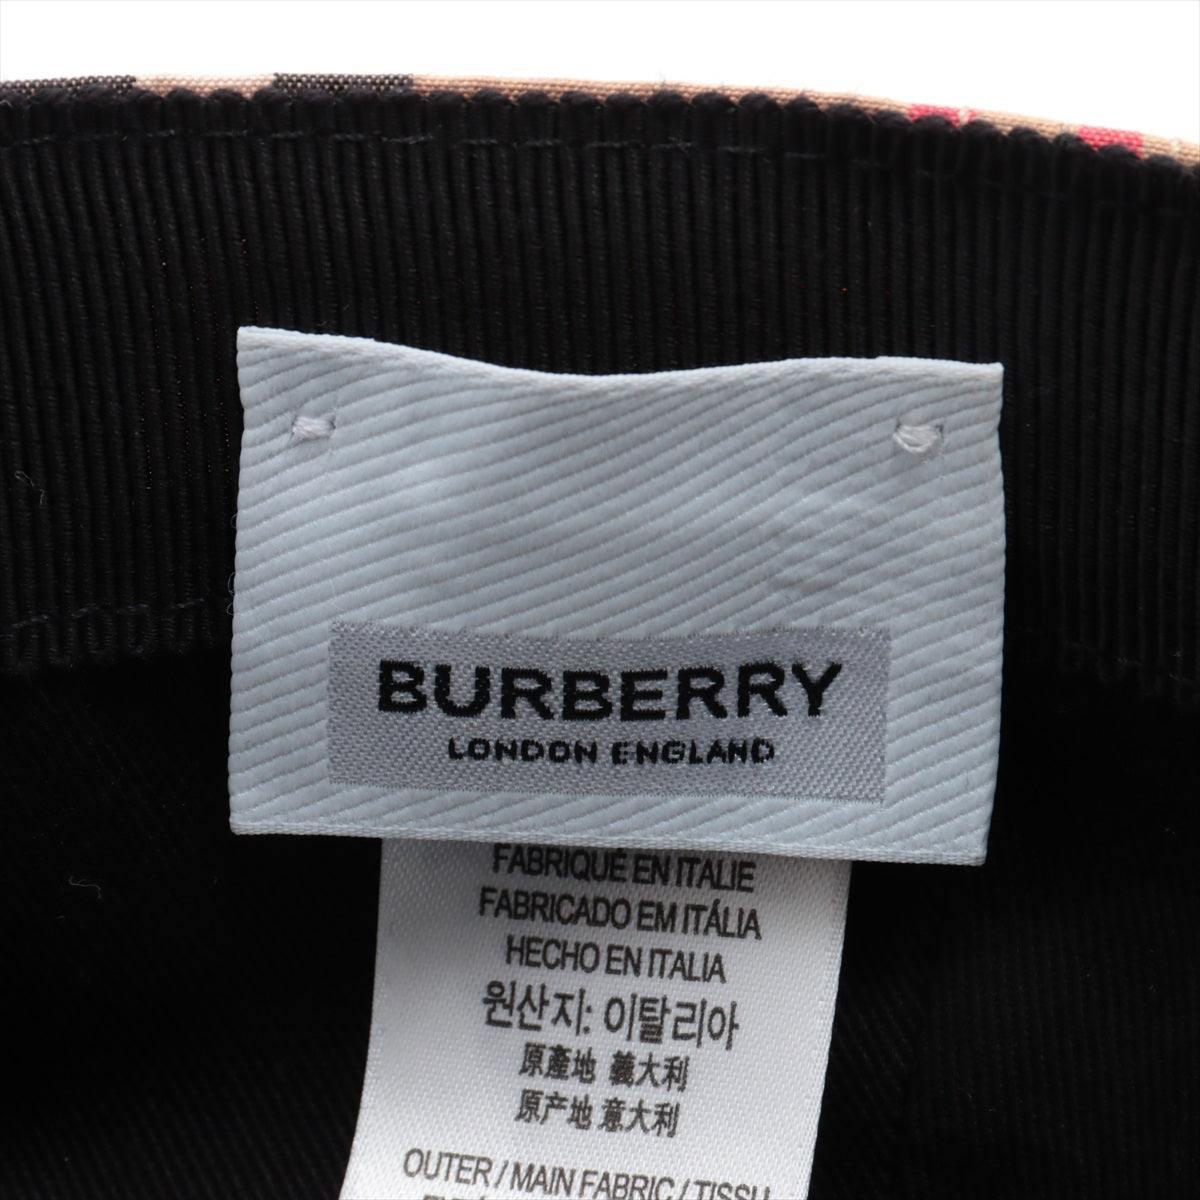 BURBERRY
LONDON ENGLAND
FABRIQUÉ EN ITALIE
FABRICADO EM ITÁLIA
HECHO EN ITALIA
원산지: 이탈리아
原產地 義大利
原产地 意大利
OUTER / MAIN FABRIC / TISSU